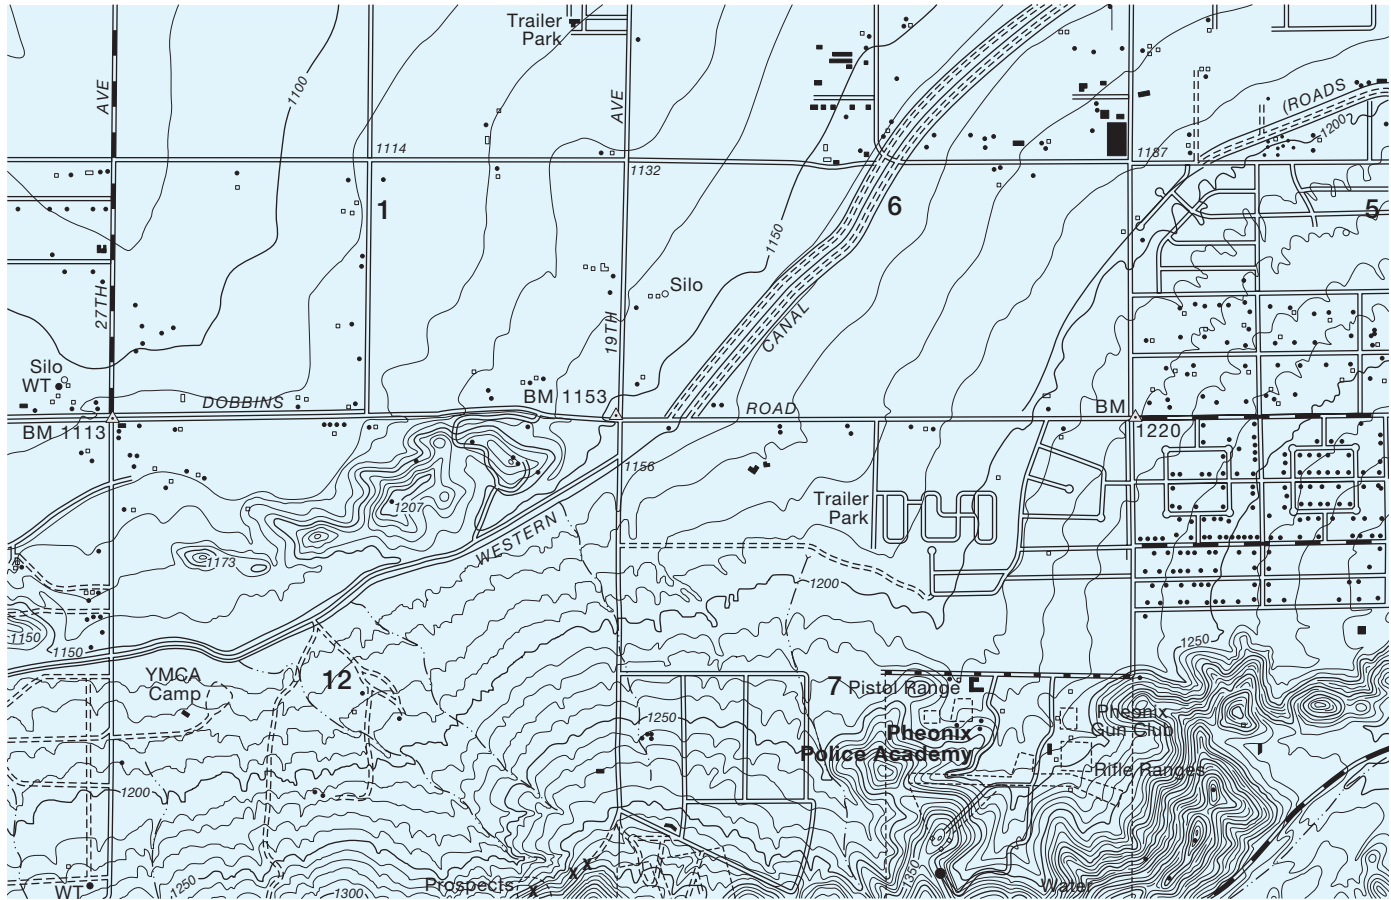 Trailer
Park
AVE
1100
AVE
(ROADS
1200
1114
1132
1187
1
6
5
1150
27TH
19TH
Silo
CANAL
Silo
WT
DOBBINS
BM 1153
ROAD
BM
BM 1113
1220
1156
1207
Trailer
Park
WESTERN
1173
1200
1150
1150
1250
YMCA
Camp
12
7
Pistol Range
Pheonix
Gun Club
1250
Pheonix
Police Academy
Rifle Ranges
1200
1250
1300
Prospects
1350
Water
WT
X
X
X